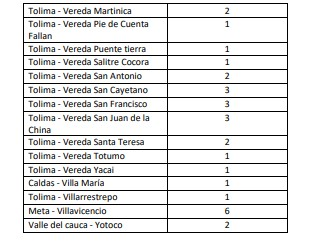 Tolima - Vereda Martinica 2
Tolima - Vereda Pie de Cuenta 1
Fallan
Tolima - Vereda Puente tierra 1
Tolima - Vereda Salitre Cocora 1
Tolima - Vereda San Antonio 2
Tolima - Vereda San Cayetano 3
Tolima - Vereda San Francisco 3
Tolima - Vereda San Juan de la 3
China
Tolima - Vereda Santa Teresa 2
Tolima - Vereda Totumo 1
Tolima - Vereda Yacai 1
Caldas - Villa María 1
Tolima - Villarrestrepo 1
Meta - Villavicencio 6
Valle del cauca - Yotoco 2